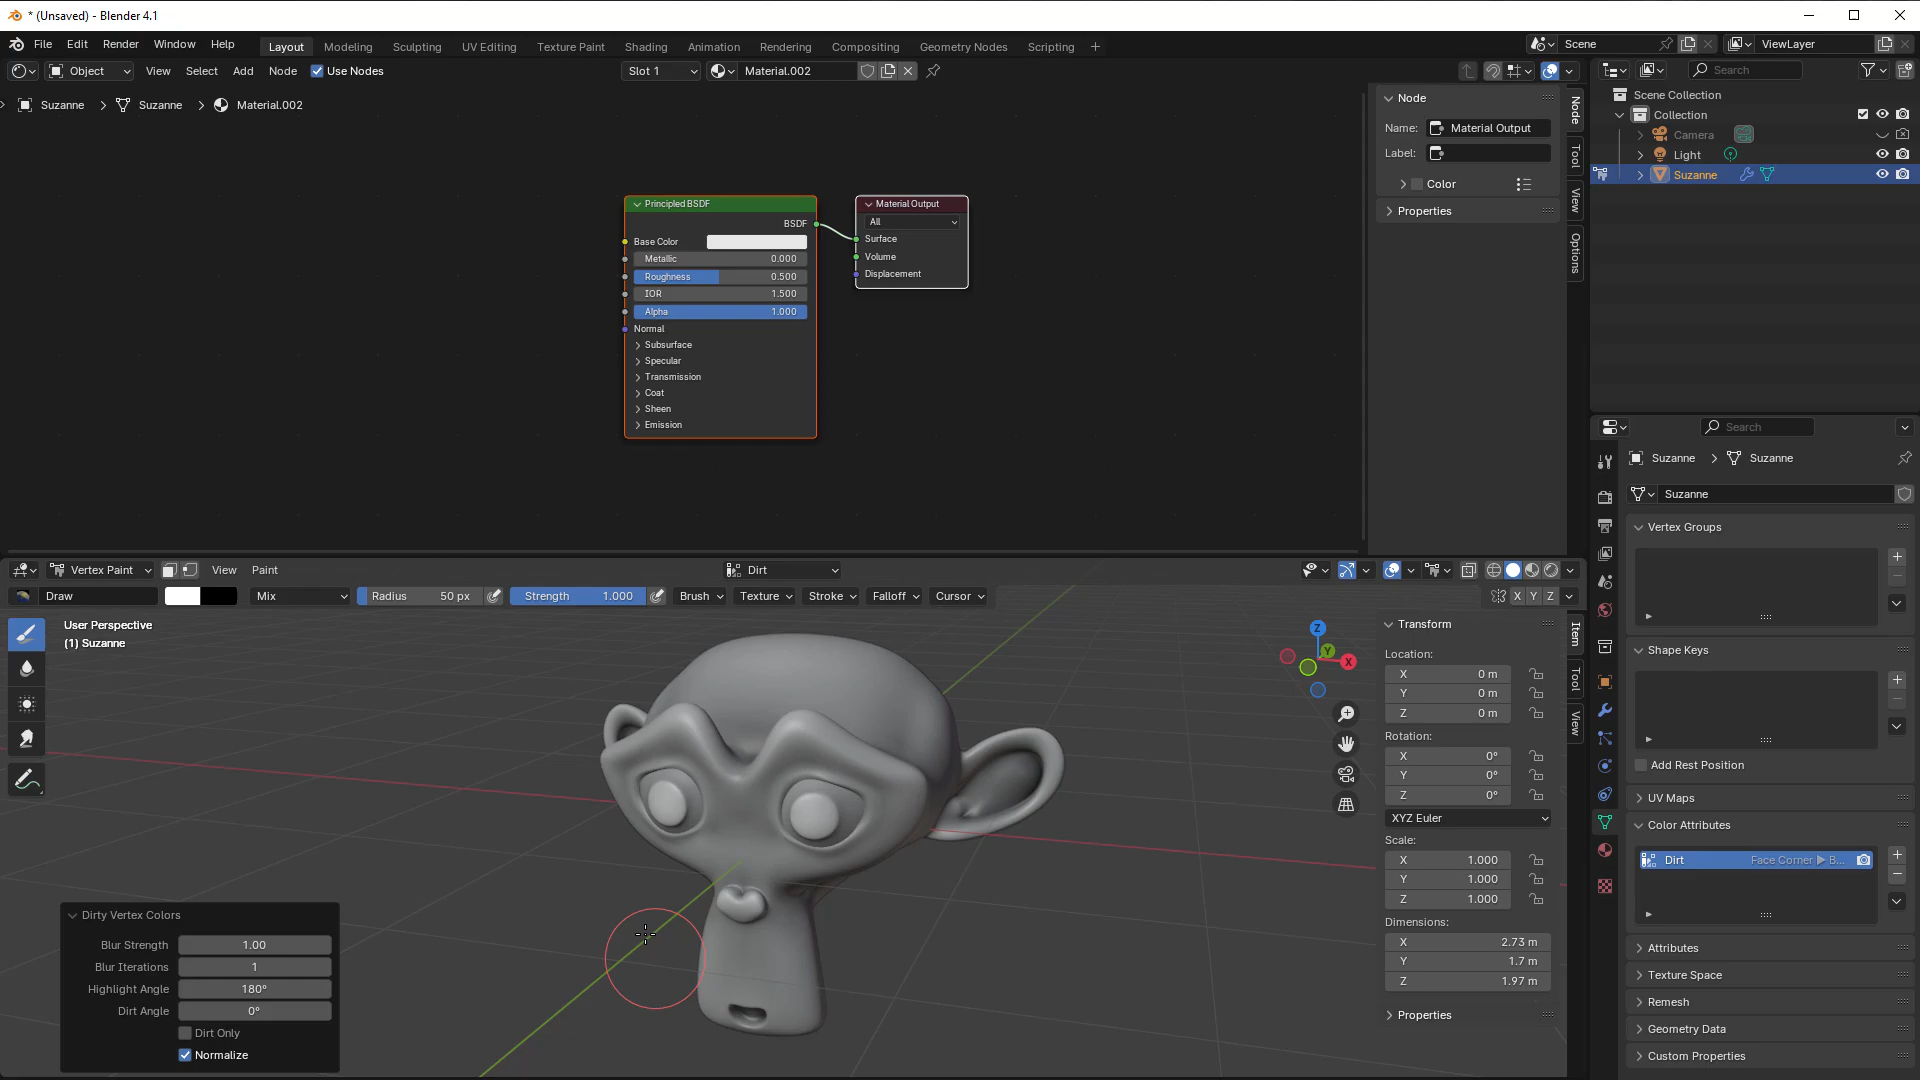 * (Unsaved) - Blender 4.1
File Edit Render Window Help Layout Modeling Sculpting UV Editing Texture Paint Shading Animation Rendering Compositing Geometry Nodes Scripting + Scene ViewLayer
Object View Select Add Node Use Nodes Slot 1 Material.002 Search
Suzanne > Suzanne > Material.002
Node
Name: Material Output
Label:
Color
Properties
Node
Tool
View
Options
Principled BSDF
BSDF
Base Color
Metallic 0.000
Roughness 0.500
IOR 1.500
Alpha 1.000
Normal
Subsurface
Specular
Transmission
Coat
Sheen
Emission
Material Output
All
Surface
Volume
Displacement
Scene Collection
Collection
Camera
Light
Suzanne
Search
Suzanne > Suzanne
Suzanne
Vertex Groups
Shape Keys
Add Rest Position
UV Maps
Color Attributes
Dirt Face Corner ▶ B...
Attributes
Texture Space
Remesh
Geometry Data
Custom Properties
Vertex Paint View Paint Dirt
Draw Mix Radius 50 px Strength 1.000 Brush Texture Stroke Falloff Cursor X Y Z
User Perspective
(1) Suzanne
Z
Y
X
Transform
Location:
X 0 m
Y 0 m
Z 0 m
Rotation:
X 0°
Y 0°
Z 0°
XYZ Euler
Scale:
X 1.000
Y 1.000
Z 1.000
Dimensions:
X 2.73 m
Y 1.7 m
Z 1.97 m
Properties
Item
Tool
View
Dirty Vertex Colors
Blur Strength 1.00
Blur Iterations 1
Highlight Angle 180°
Dirt Angle 0°
Dirt Only
Normalize